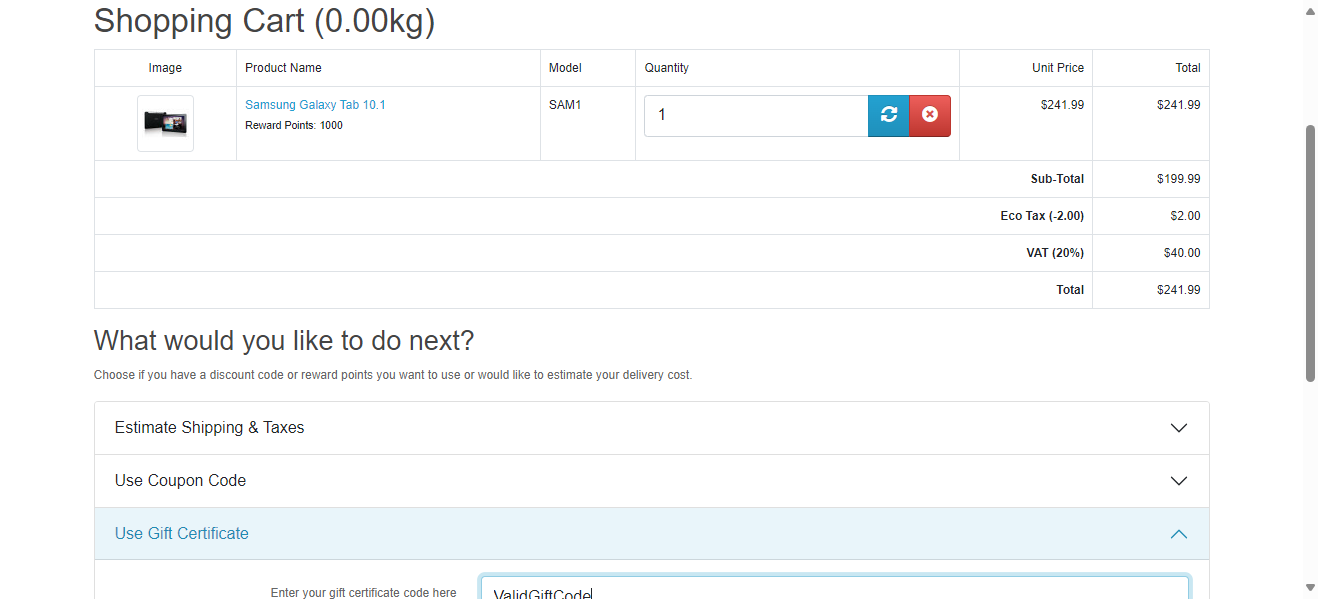 Shopping Cart (0.00kg)
Image Product Name Model Quantity Unit Price Total
Samsung Galaxy Tab 10.1 SAM1 1 $241.99 $241.99
Reward Points: 1000
Sub-Total $199.99
Eco Tax (-2.00) $2.00
VAT (20%) $40.00
Total $241.99
What would you like to do next?
Choose if you have a discount code or reward points you want to use or would like to estimate your delivery cost.
Estimate Shipping & Taxes
Use Coupon Code
Use Gift Certificate
Enter your gift certificate code here ValidGiftCode